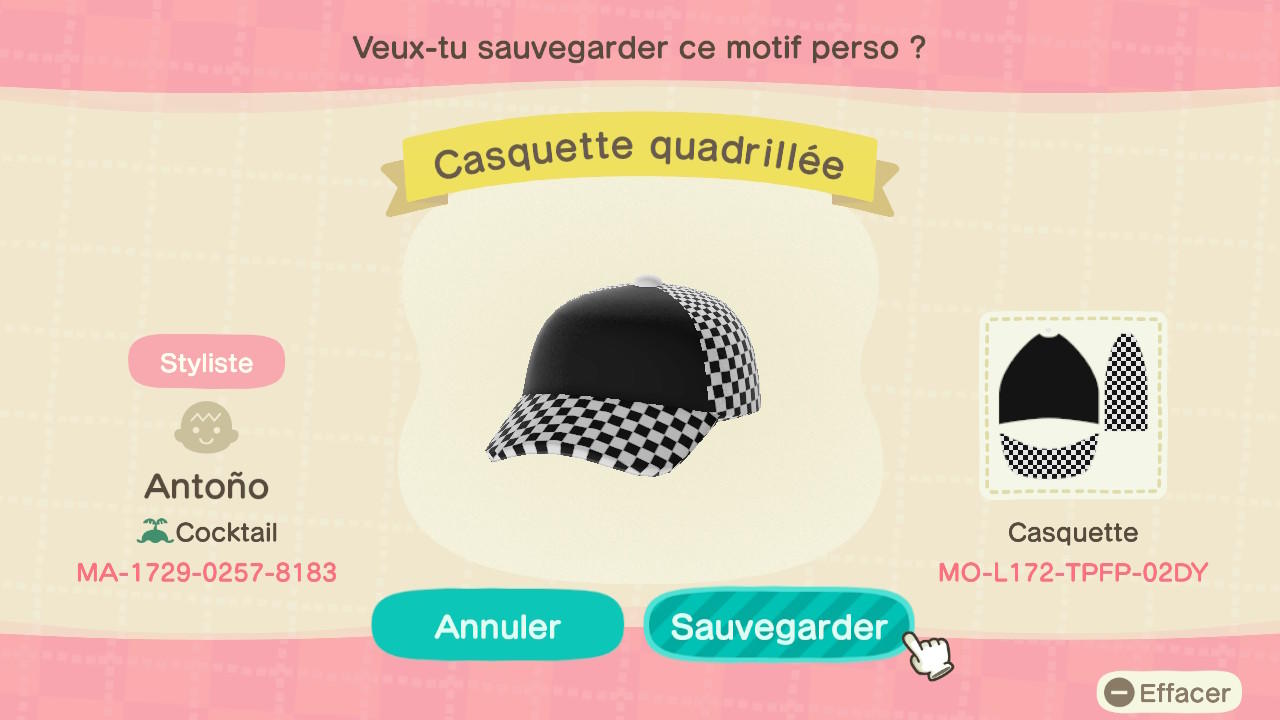 Veux-tu sauvegarder ce motif perso ?
Casquette quadrillée
Styliste
Antoño
Cocktail
MA-1729-0257-8183
Casquette
MO-L172-TPFP-02DY
Annuler
Sauvegarder
Effacer